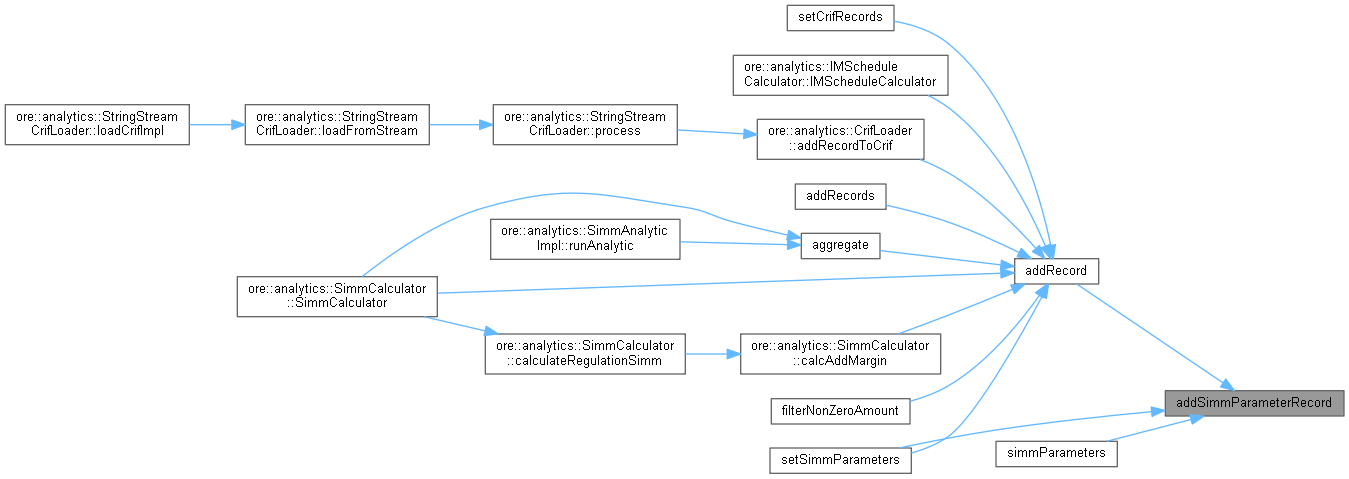 setCrifRecords
ore::analytics::IMSchedule
Calculator::IMScheduleCalculator
ore::analytics::StringStream
CrifLoader::loadCrifImpl
ore::analytics::StringStream
CrifLoader::loadFromStream
ore::analytics::StringStream
CrifLoader::process
ore::analytics::CrifLoader
::addRecordToCrif
addRecords
ore::analytics::SimmAnalytic
Impl::runAnalytic
aggregate
addRecord
ore::analytics::SimmCalculator
::SimmCalculator
ore::analytics::SimmCalculator
::calculateRegulationSimm
ore::analytics::SimmCalculator
::calcAddMargin
filterNonZeroAmount
addSimmParameterRecord
setSimmParameters
simmParameters